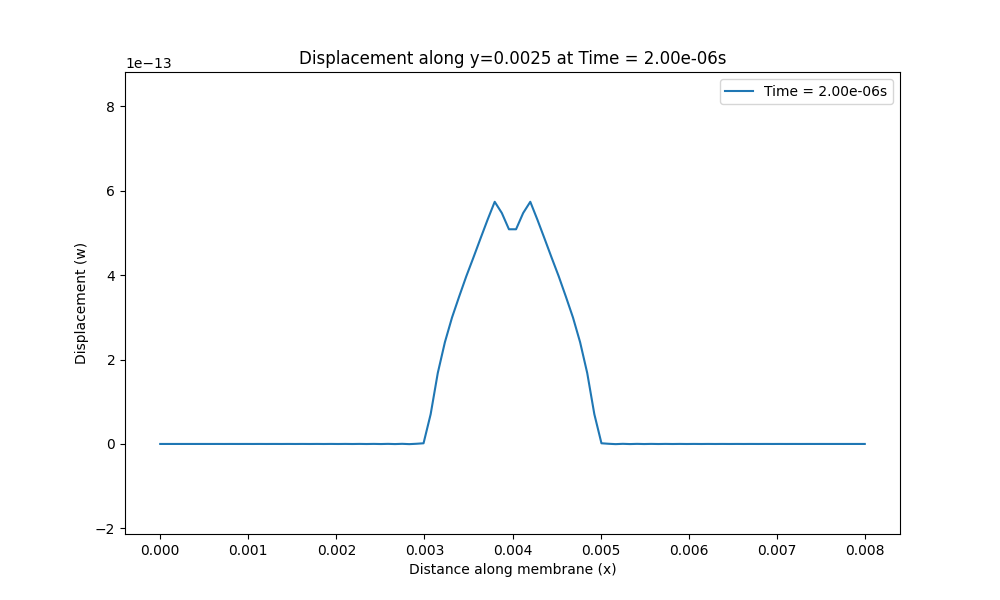 Displacement along y=0.0025 at Time = 2.00e-06s
1e−13
Time = 2.00e-06s
8
6
4
2
0
−2
Displacement (w)
0.000 0.001 0.002 0.003 0.004 0.005 0.006 0.007 0.008
Distance along membrane (x)